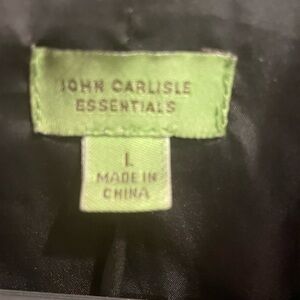 JOHN CARLISLE
ESSENTIALS
L
MADE IN
CHINA